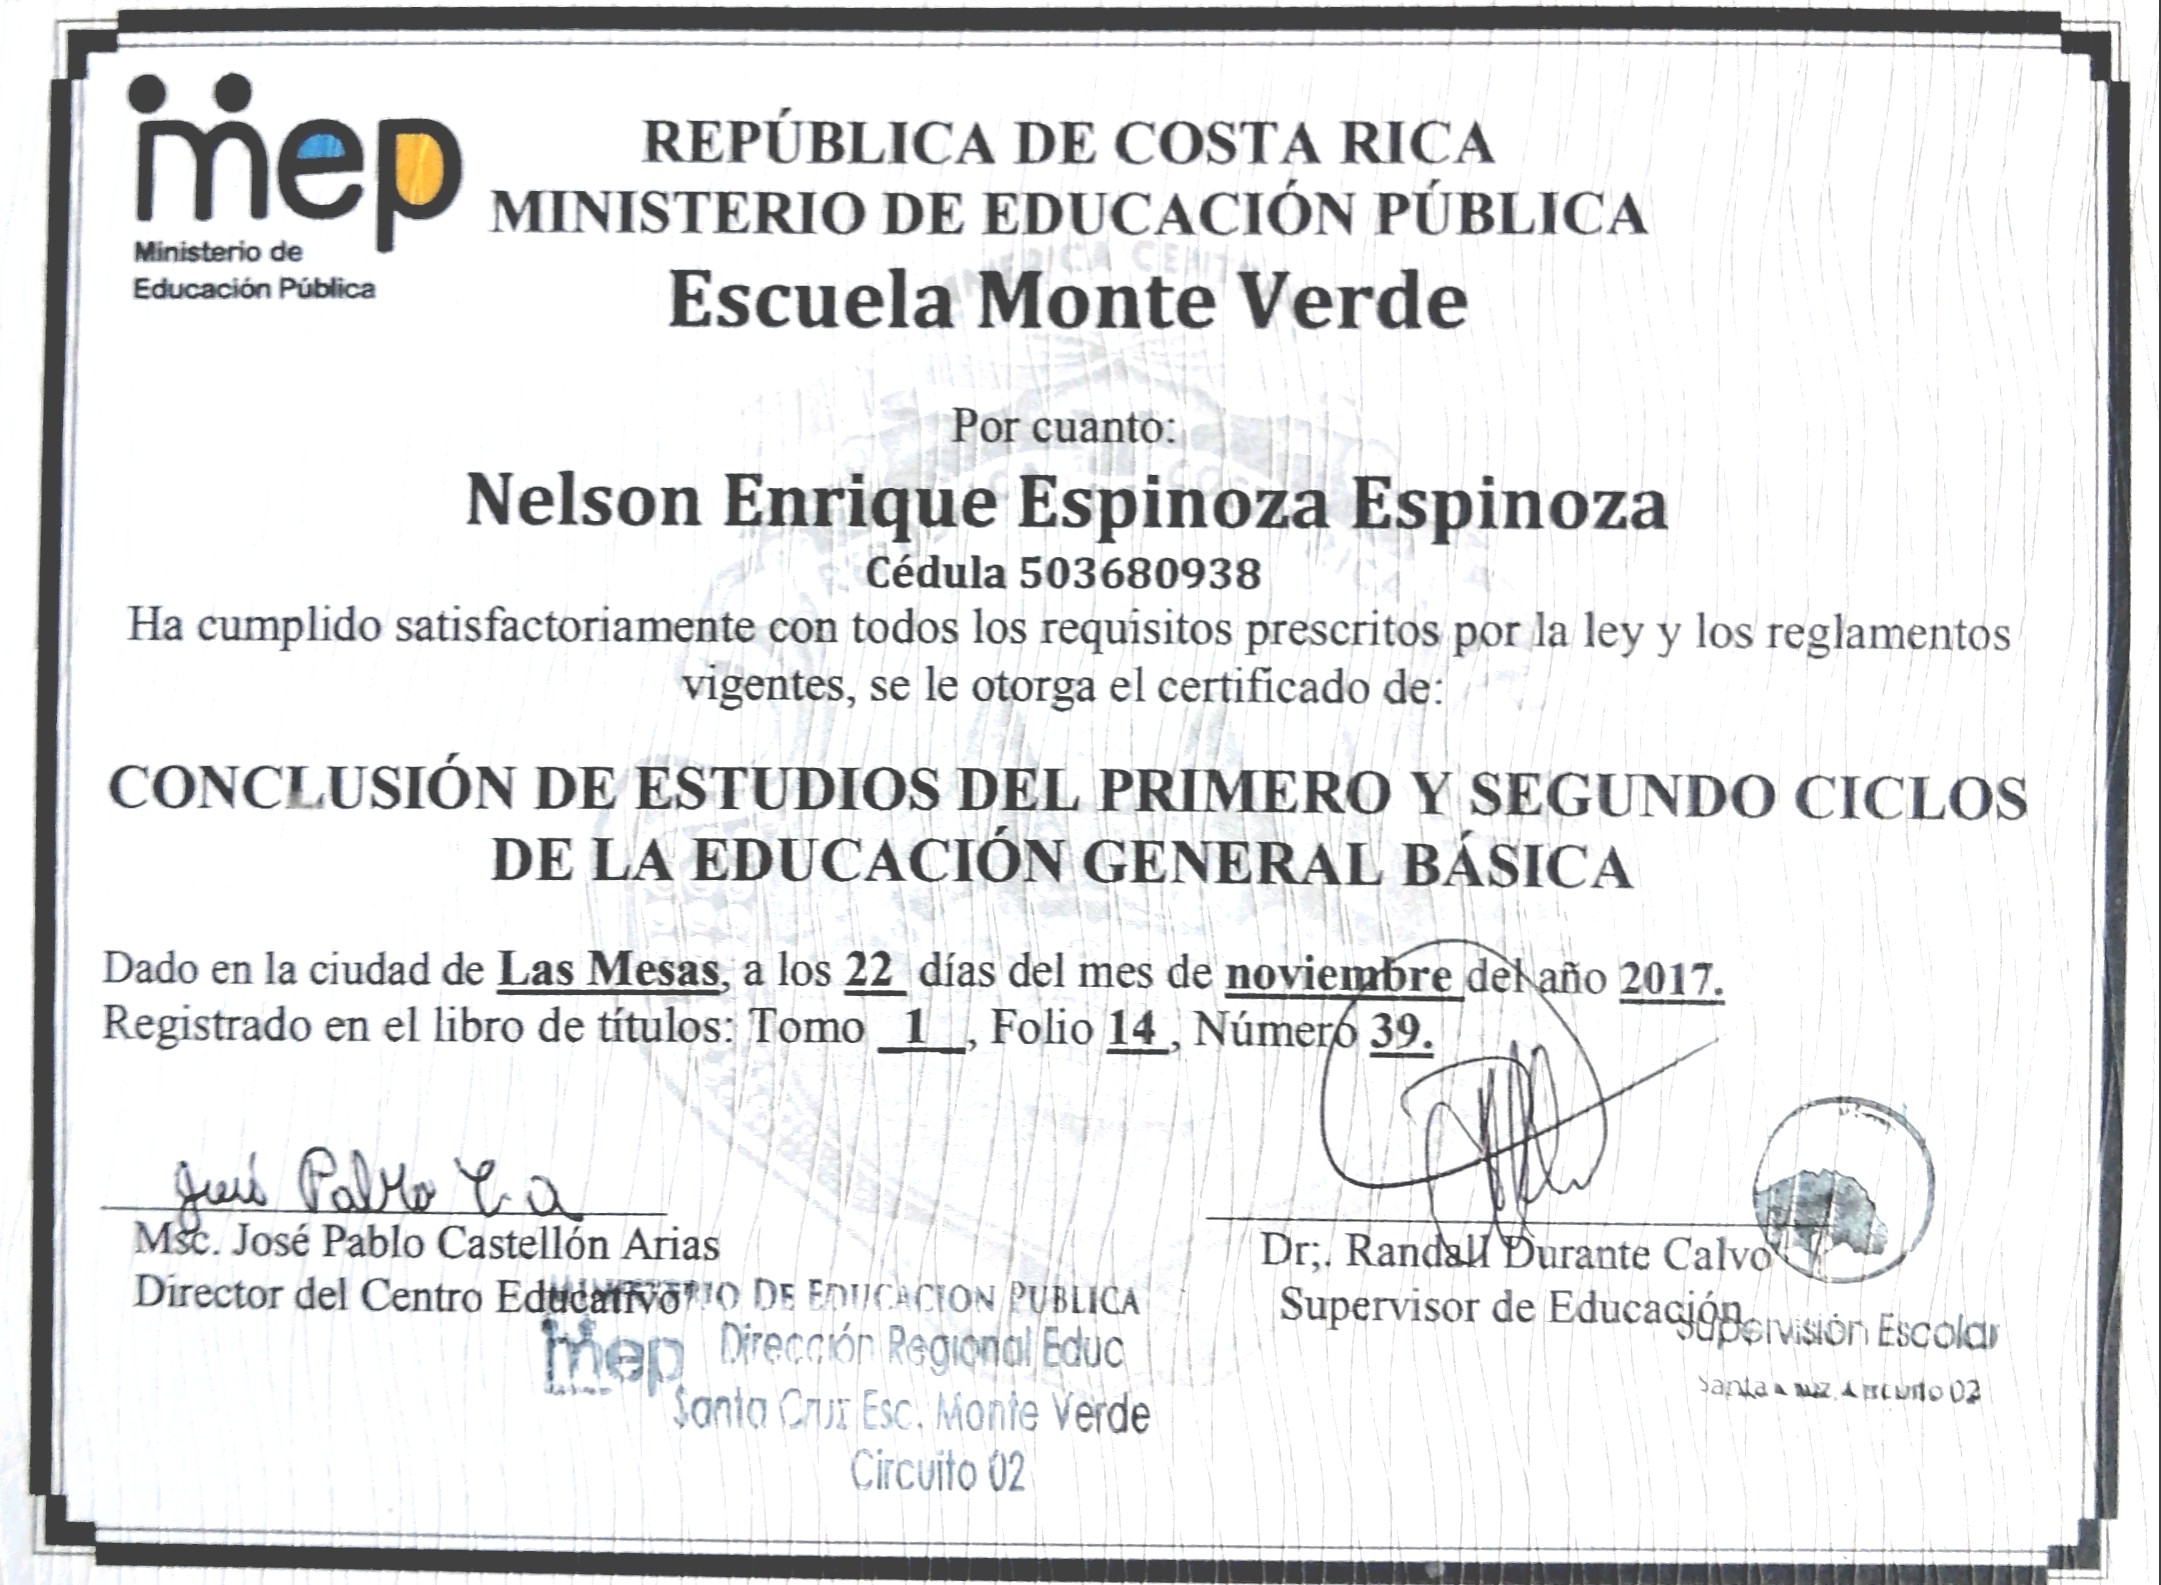 mep
Ministerio de
Educación Pública
REPÚBLICA DE COSTA RICA
MINISTERIO DE EDUCACIÓN PÚBLICA
Escuela Monte Verde
Por cuanto:
Nelson Enrique Espinoza Espinoza
Cédula 503680938
Ha cumplido satisfactoriamente con todos los requisitos prescritos por la ley y los reglamentos
vigentes, se le otorga el certificado de:
CONCLUSIÓN DE ESTUDIOS DEL PRIMERO Y SEGUNDO CICLOS
DE LA EDUCACIÓN GENERAL BÁSICA
Dado en la ciudad de Las Mesas, a los 22 días del mes de noviembre del año 2017.
Registrado en el libro de títulos: Tomo 1, Folio 14, Número 39.
José Pablo C. A
Msc. José Pablo Castellón Arias
Director del Centro Educativo
Dr;. Randall Durante Calvo
Supervisor de Educación
MINISTERIO DE EDUCACION PUBLICA
mep Dirección Regional Educ
Santa Cruz Esc. Monte Verde
Circuito 02
Supervisión Escolar
Santa Cruz, Circuito 02